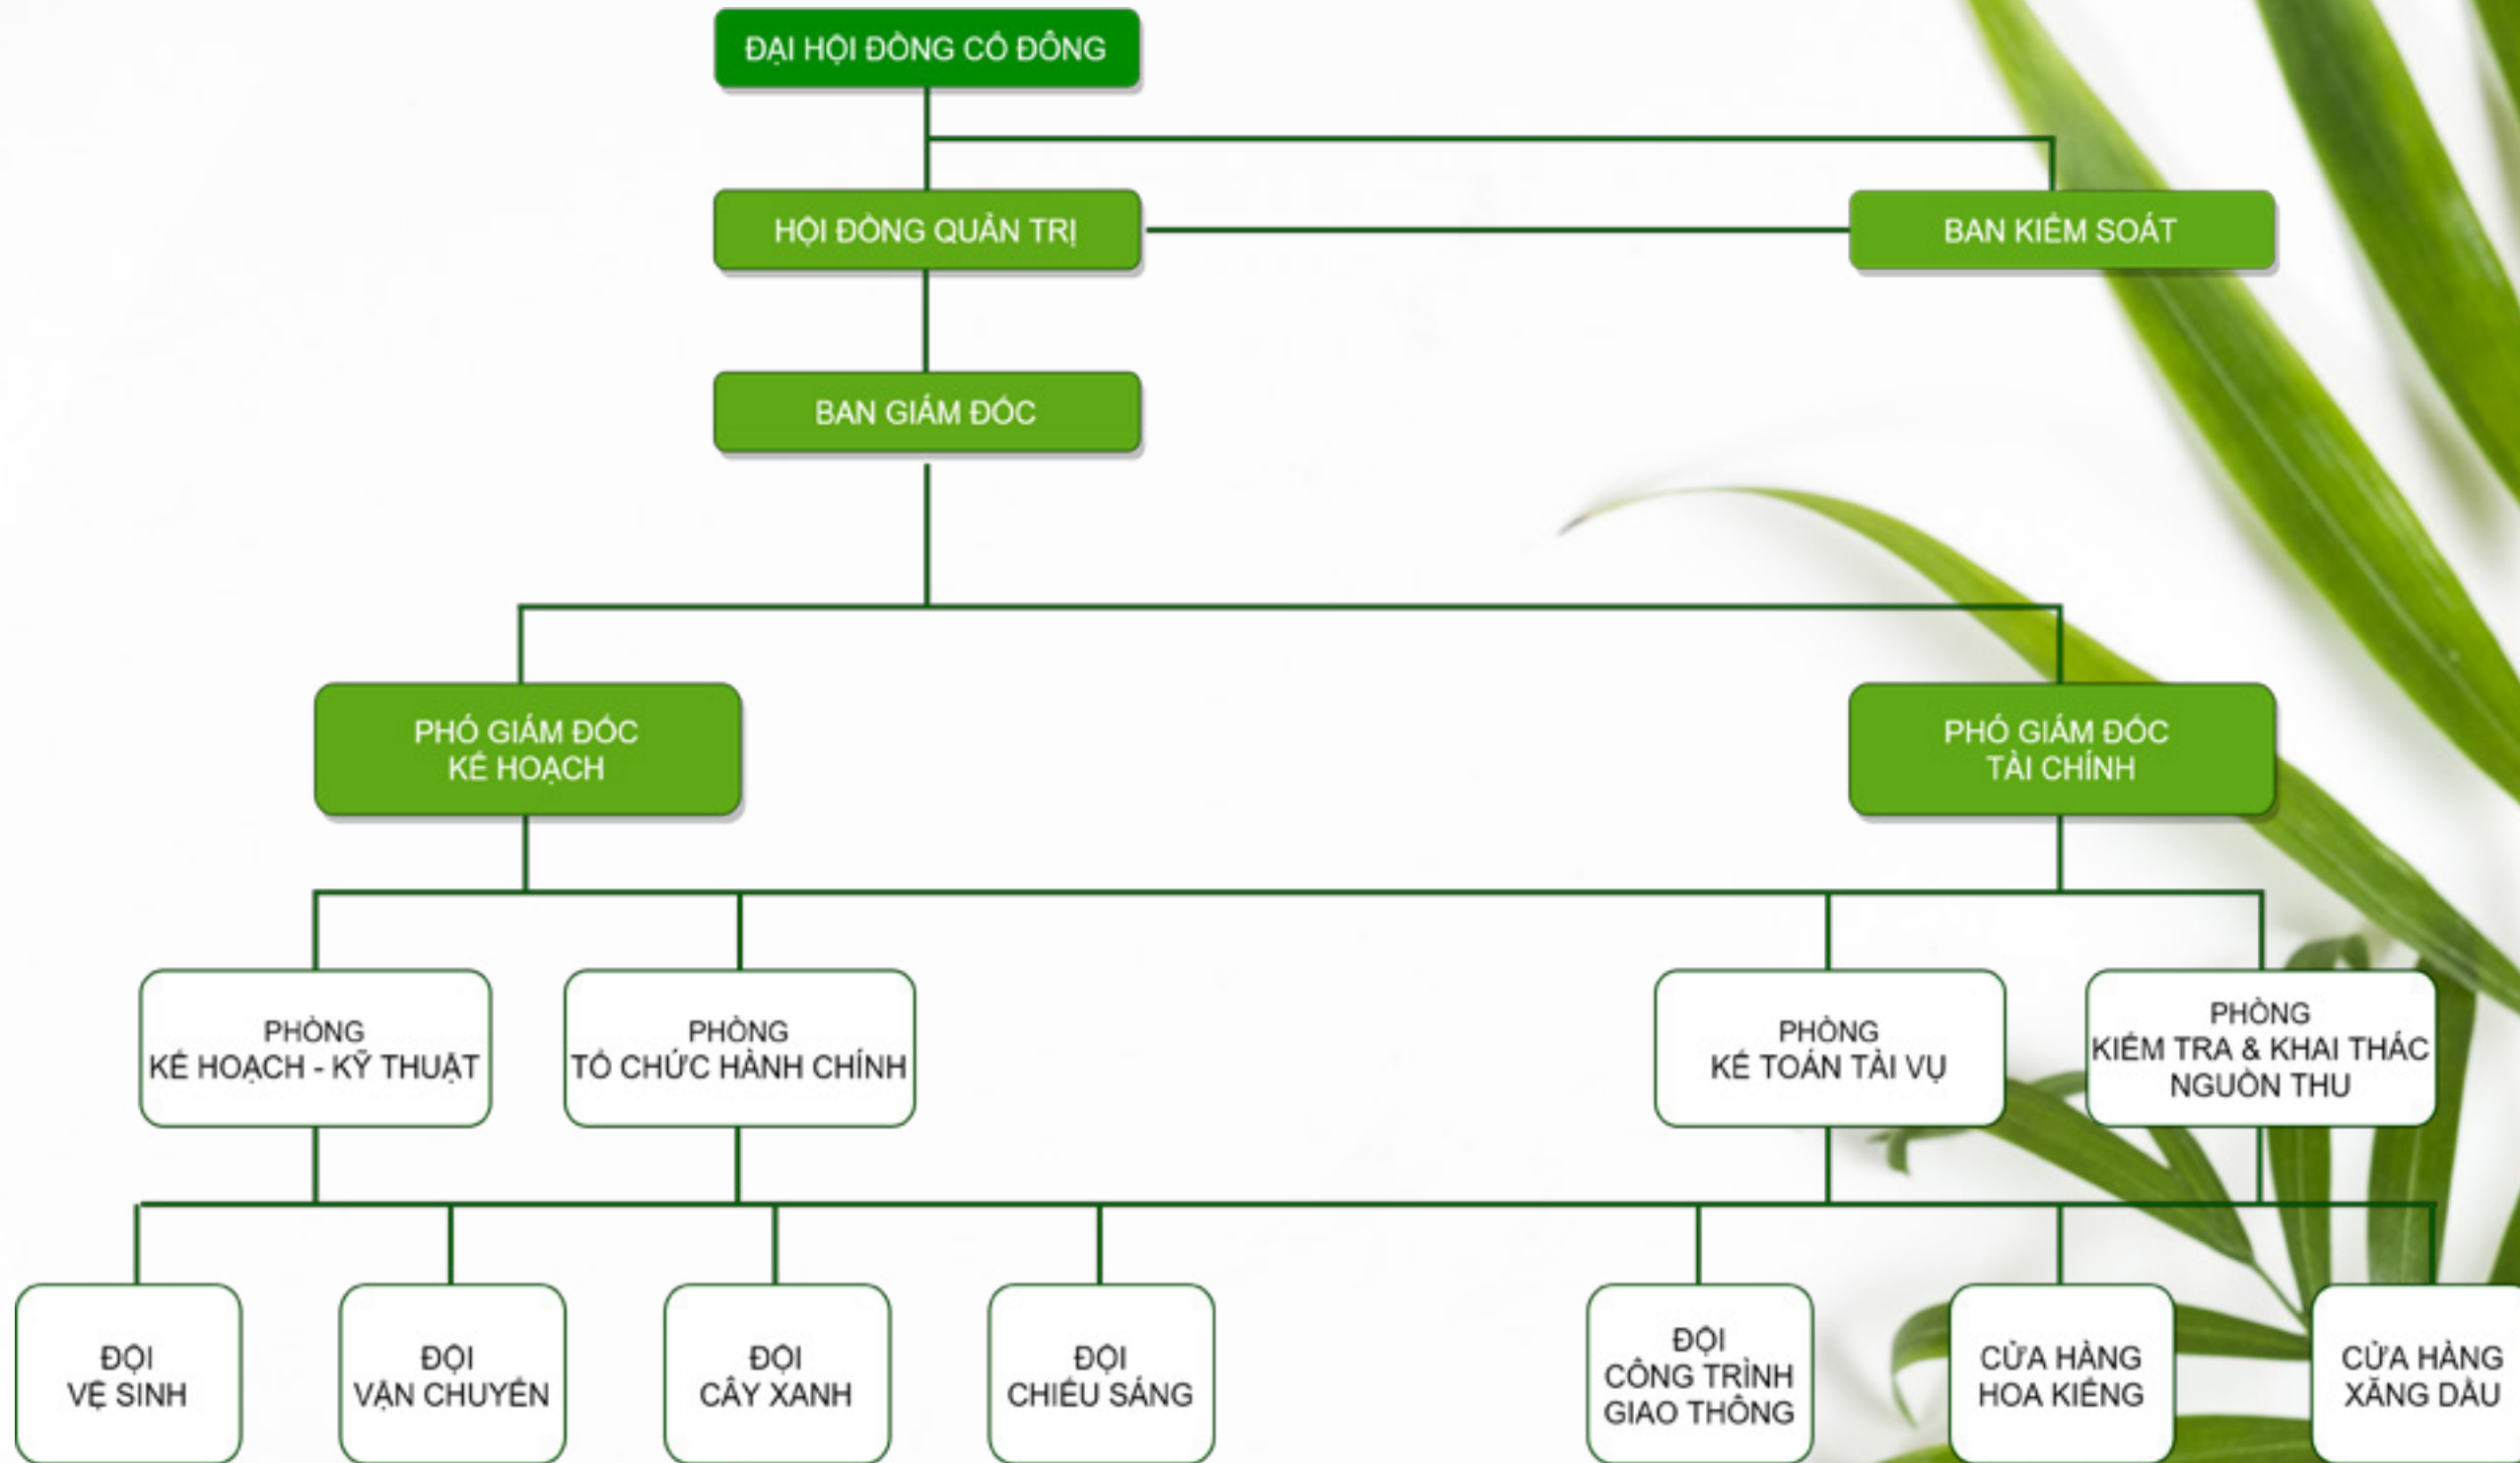 ĐẠI HỘI ĐỒNG CỔ ĐÔNG
HỘI ĐỒNG QUẢN TRỊ
BAN KIỂM SOÁT
BAN GIÁM ĐỐC
PHÓ GIÁM ĐỐC
KẾ HOẠCH
PHÓ GIÁM ĐỐC
TÀI CHÍNH
PHÒNG
KẾ HOẠCH - KỸ THUẬT
PHÒNG
TỔ CHỨC HÀNH CHÍNH
PHÒNG
KẾ TOÁN TÀI VỤ
PHÒNG
KIỂM TRA & KHAI THÁC
NGUỒN THU
ĐỘI
VỆ SINH
ĐỘI
VẬN CHUYỂN
ĐỘI
CÂY XANH
ĐỘI
CHIẾU SÁNG
ĐỘI
CÔNG TRÌNH
GIAO THÔNG
CỬA HÀNG
HOA KIỂNG
CỬA HÀNG
XĂNG DẦU